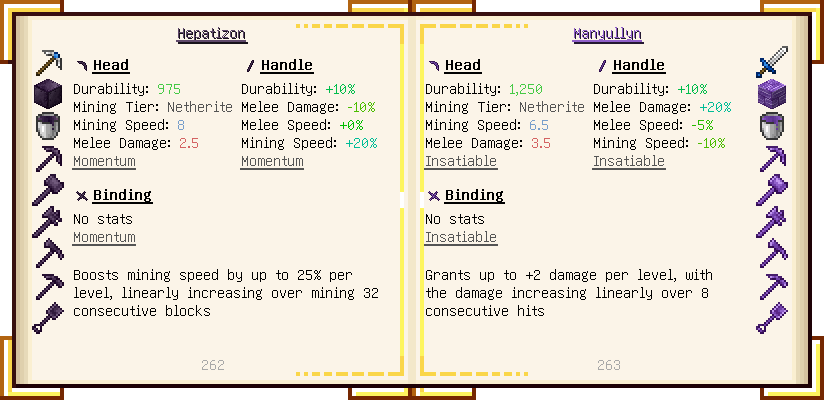 Hepatizon
Head
Handle
Durability: 975
Durability: +10%
Mining Tier: Netherite
Melee Damage: -10%
Mining Speed: 8
Melee Speed: +0%
Melee Damage: 2.5
Mining Speed: +20%
Momentum
Momentum
Binding
No stats
Momentum
Boosts mining speed by up to 25% per
level, linearly increasing over mining 32
consecutive blocks
262
Manyullyn
Head
Handle
Durability: 1,250
Durability: +10%
Mining Tier: Netherite
Melee Damage: +20%
Mining Speed: 6.5
Melee Speed: -5%
Melee Damage: 3.5
Mining Speed: -10%
Insatiable
Insatiable
Binding
No stats
Insatiable
Grants up to +2 damage per level, with
the damage increasing linearly over 8
consecutive hits
263